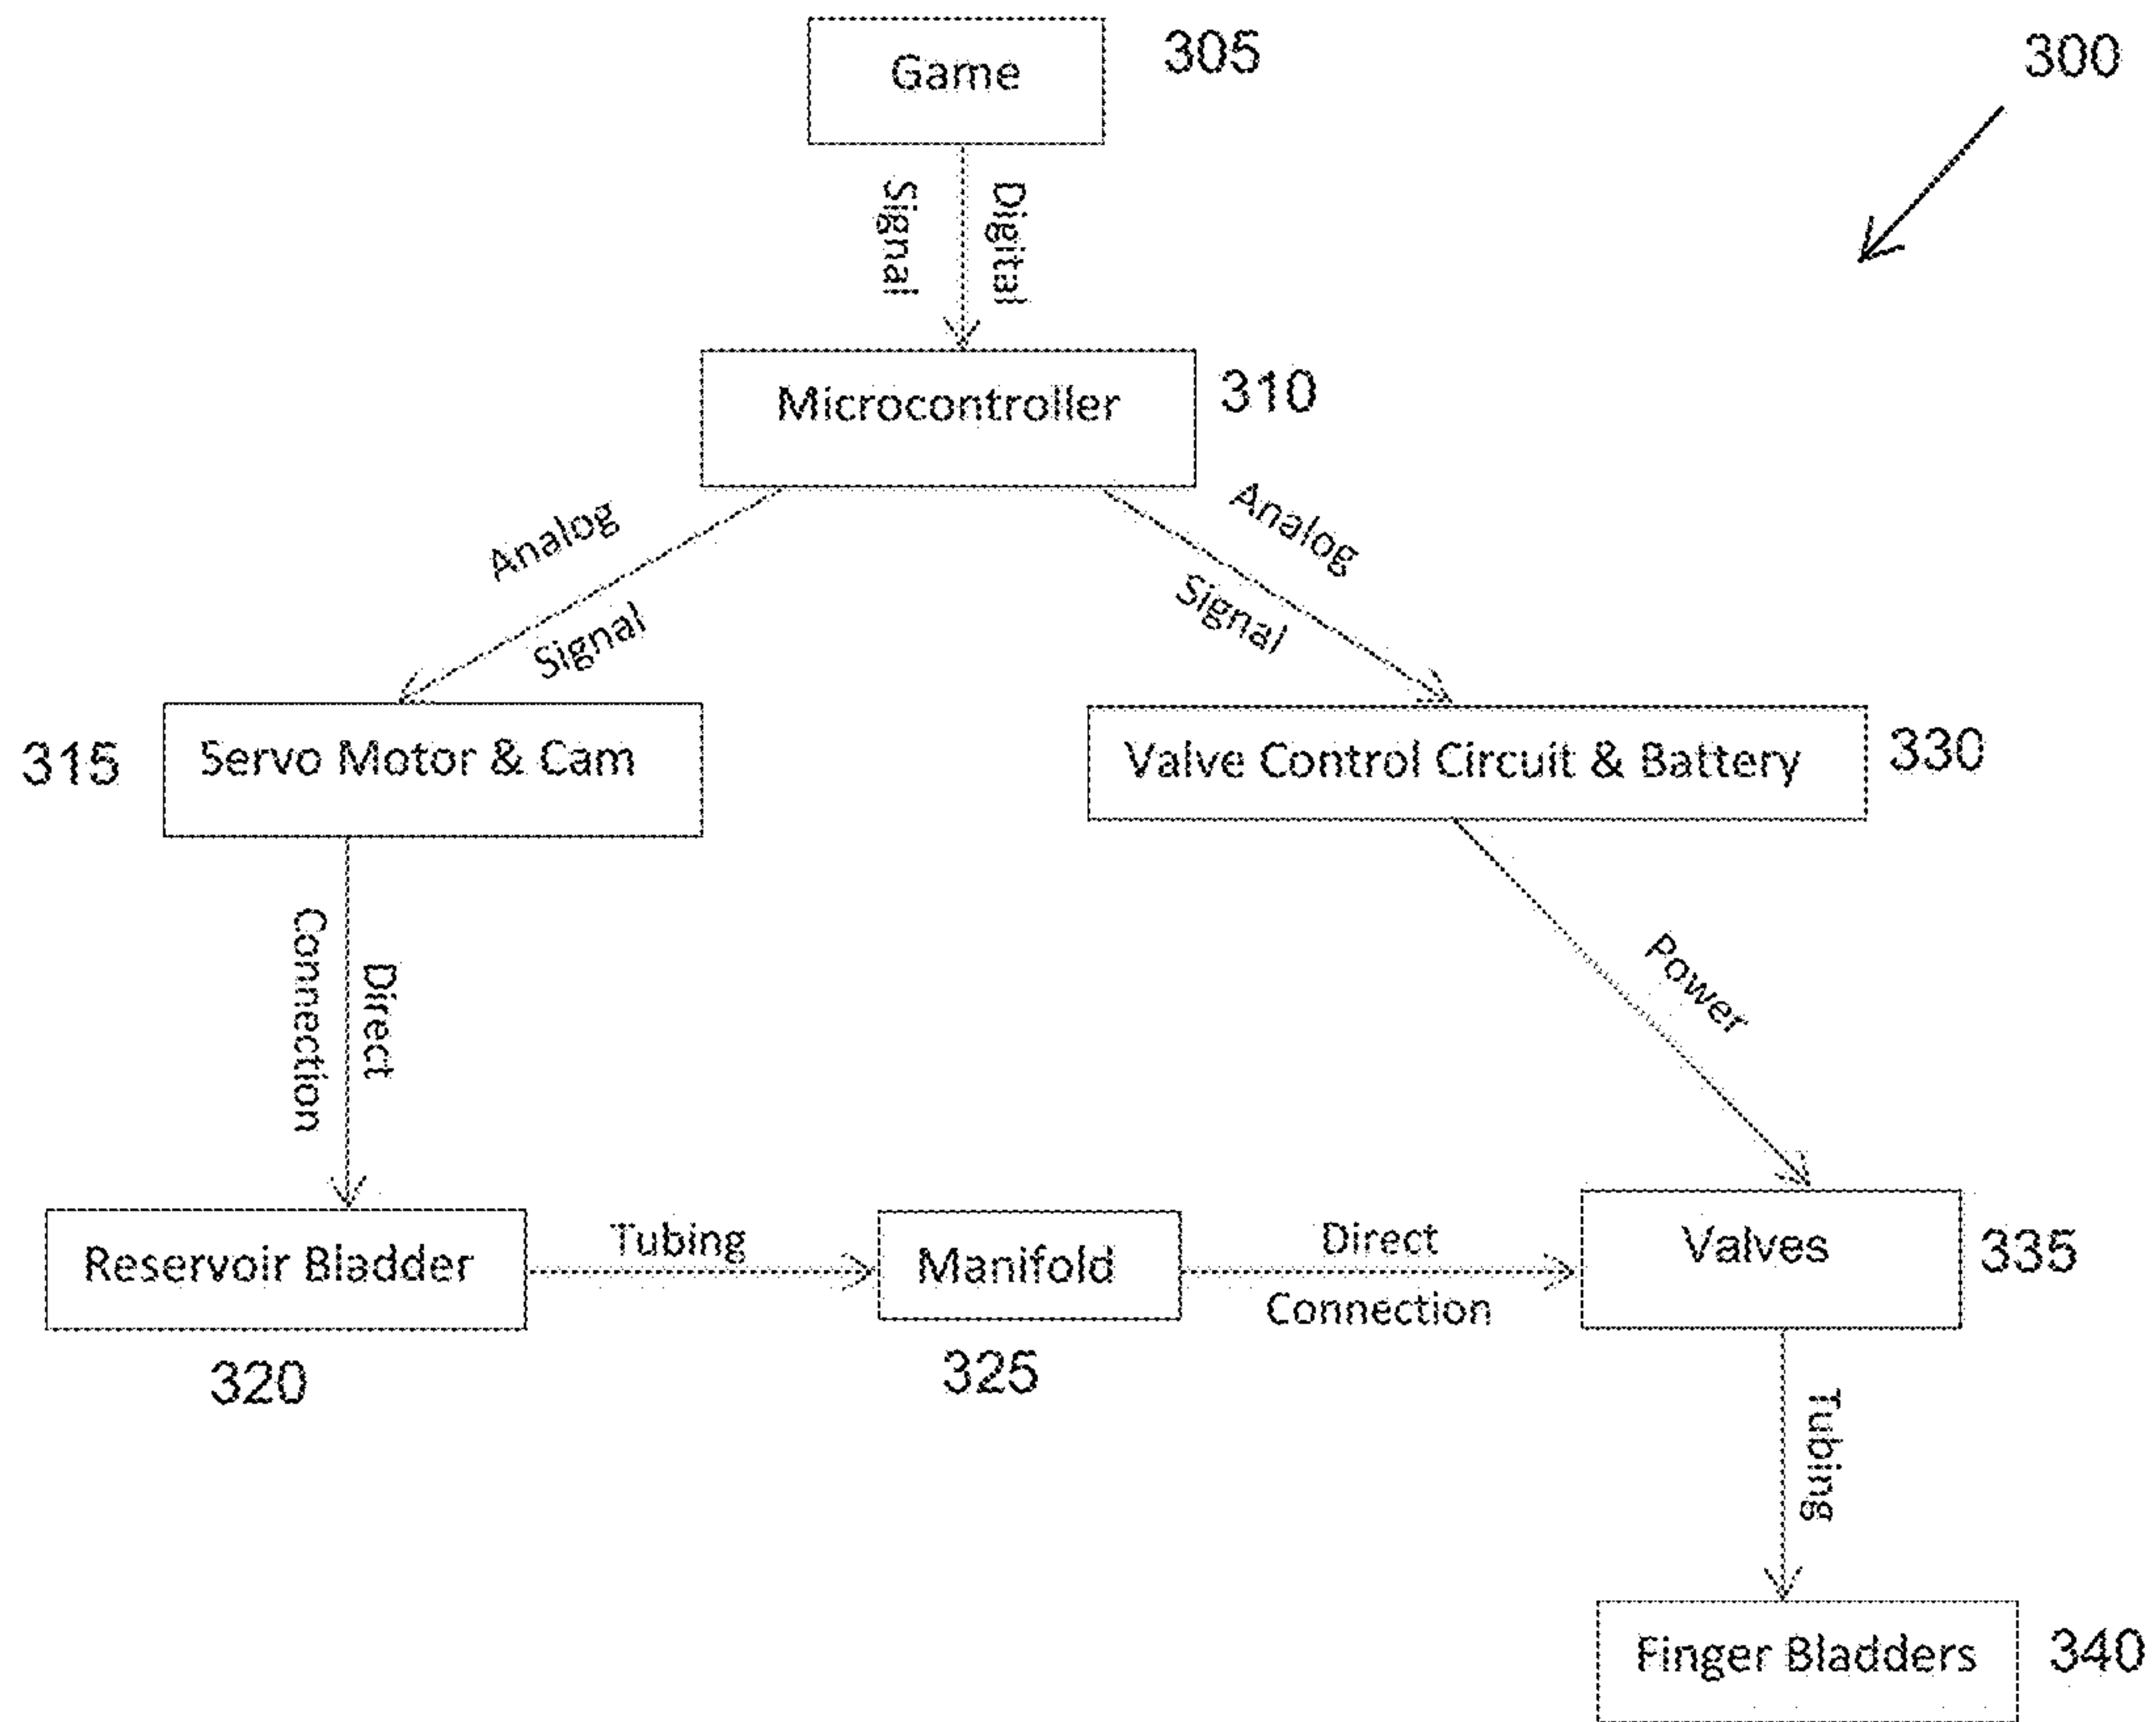 Game
305
300
Digital
Signal
Microcontroller
310
Analog
Signal
Analog
Signal
315
Servo Motor & Cam
Valve Control Circuit & Battery
330
Direct
Connection
Power
Reservoir Bladder
320
Tubing
Manifold
325
Direct
Connection
Valves
335
Tubing
Finger Bladders
340